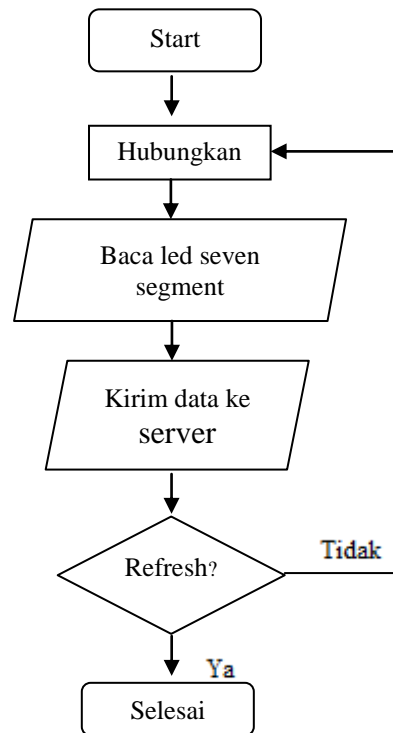 Start
Hubungkan
Baca led seven
segment
Kirim data ke
server
Refresh?
Tidak
Ya
Selesai